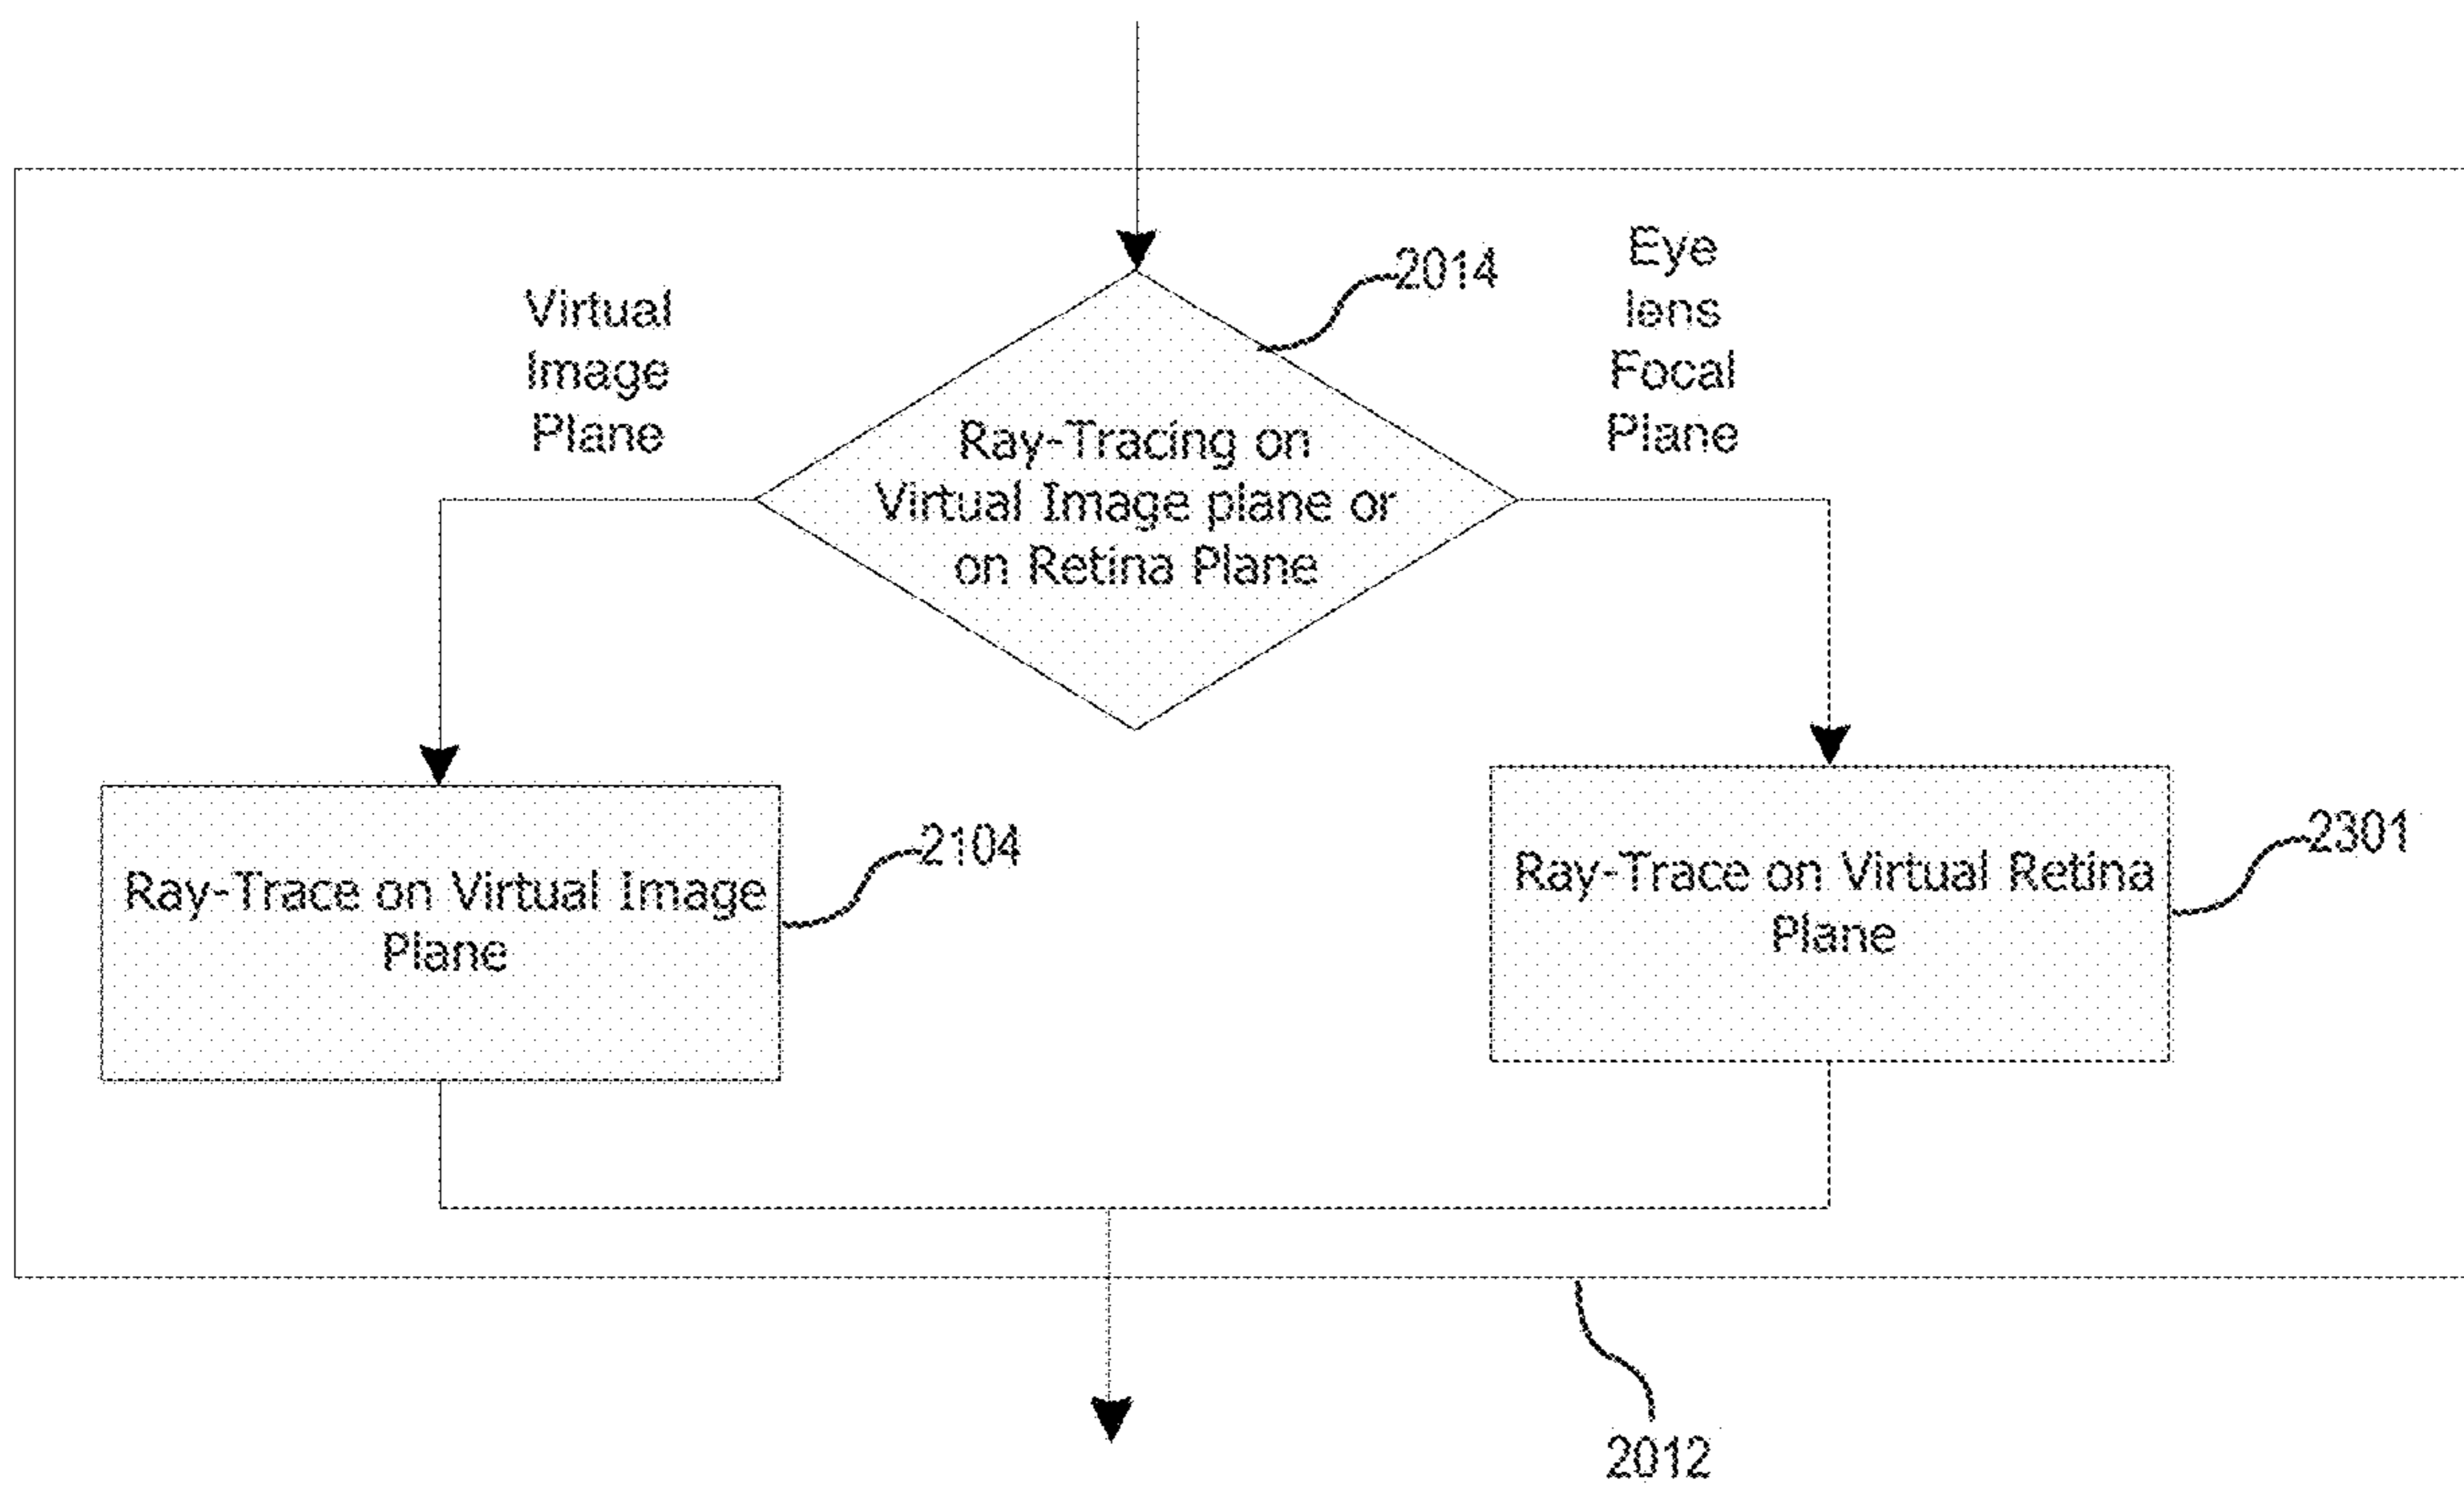 2014
Virtual
Image
Plane
Eye
lens
Focal
Plane
Ray-Tracing on
Virtual Image plane or
on Retina Plane
Ray-Trace on Virtual Image
Plane
2104
Ray-Trace on Virtual Retina
Plane
2301
2012